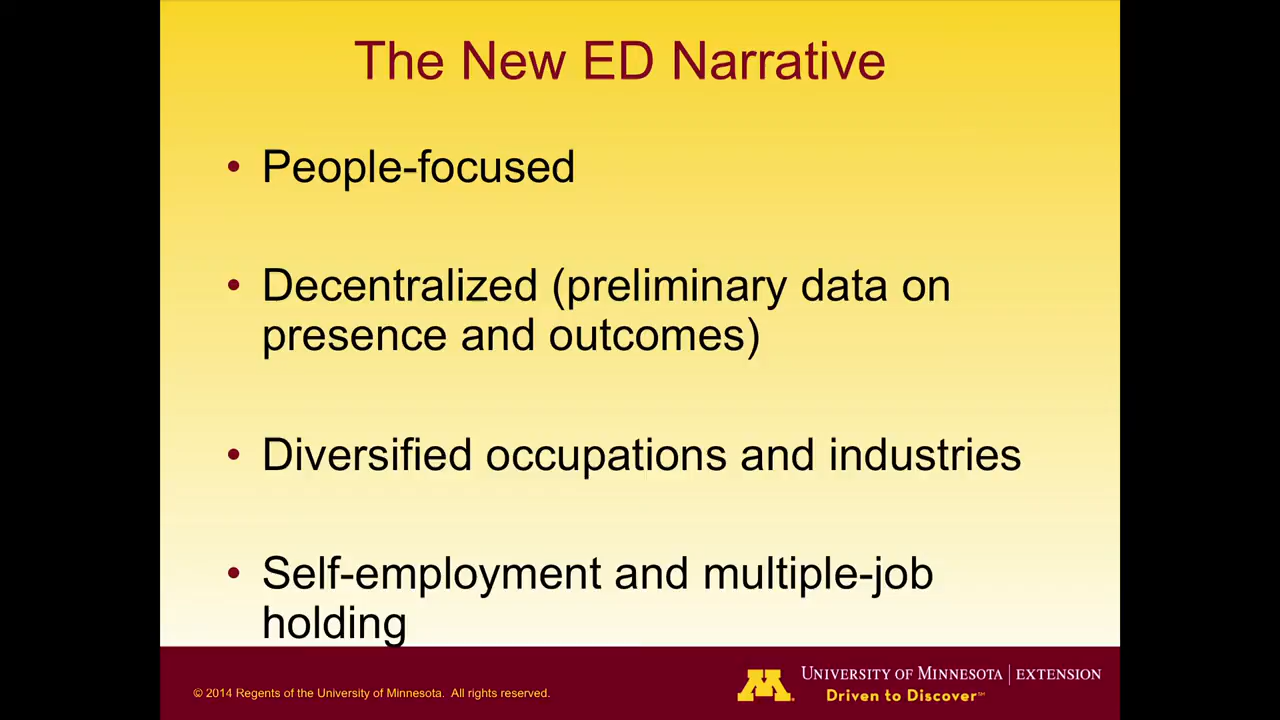 The New ED Narrative
• People-focused
• Decentralized (preliminary data on
presence and outcomes)
• Diversified occupations and industries
• Self-employment and multiple-job
holding
© 2014 Regents of the University of Minnesota. All rights reserved.
M
UNIVERSITY OF MINNESOTA | EXTENSION
Driven to Discover℠